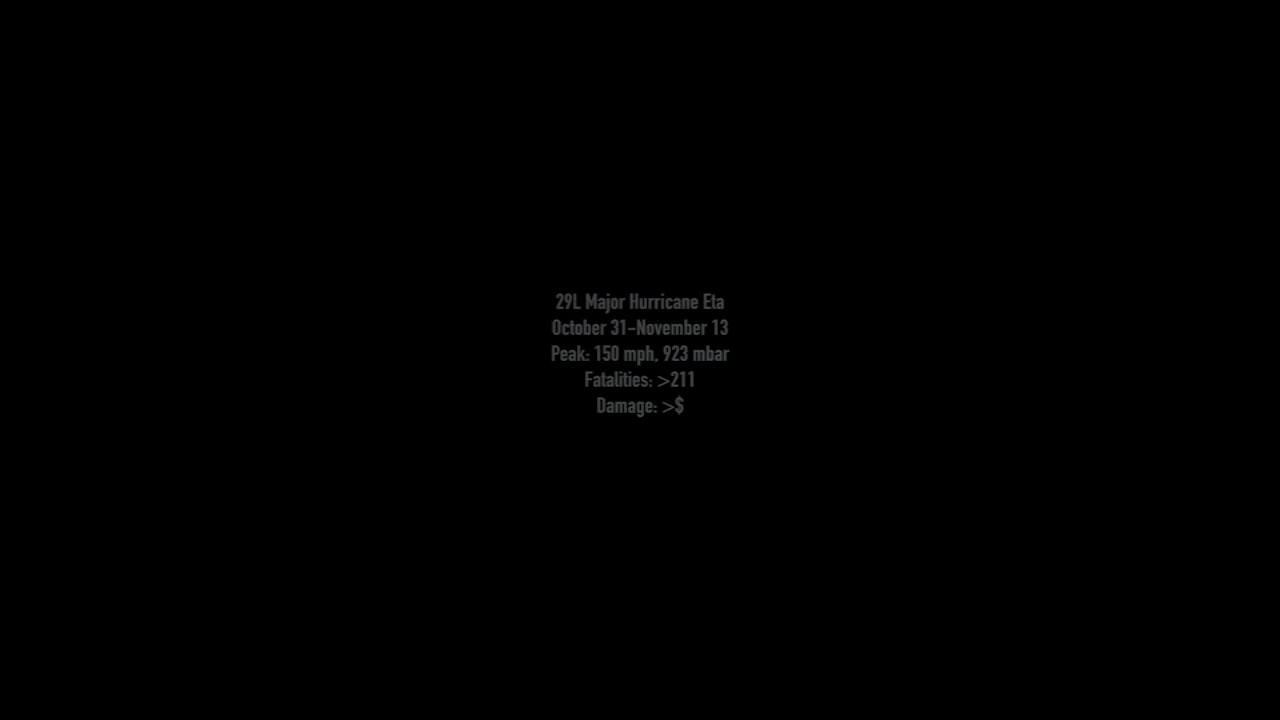 29L Major Hurricane Eta
October 31-November 13
Peak: 150 mph, 923 mbar
Fatalities: >211
Damage: >$